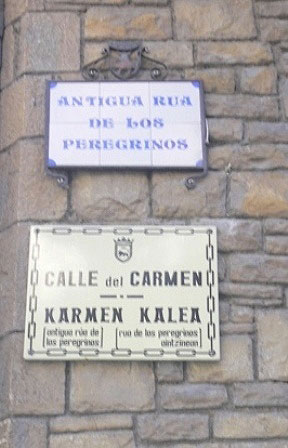 ANTIGUA RUA
DE LOS
PEREGRINOS
CALLE del CARMEN
KARMEN KALEA
antigua rúa de
los peregrinos
rua de los peregrinos
aintzinean